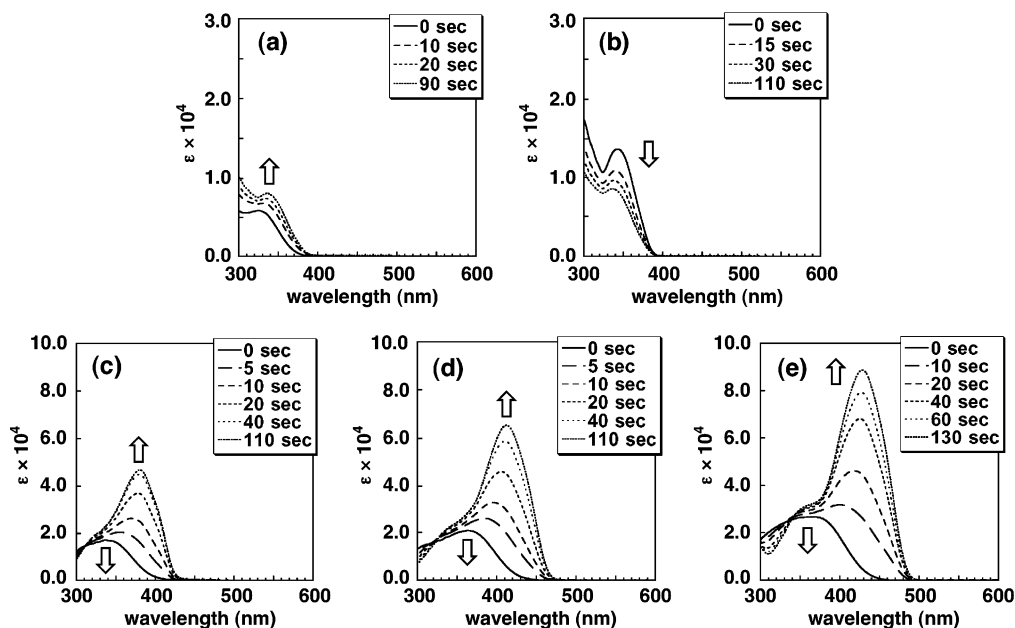 (a)
0 sec
10 sec
20 sec
90 sec
3.0
2.0
1.0
0.0
ε × 10⁴
300 400 500 600
wavelength (nm)
(b)
0 sec
15 sec
30 sec
110 sec
3.0
2.0
1.0
0.0
ε × 10⁴
300 400 500 600
wavelength (nm)
(c)
0 sec
5 sec
10 sec
20 sec
40 sec
110 sec
10.0
8.0
6.0
4.0
2.0
0.0
ε × 10⁴
300 400 500 600
wavelength (nm)
(d)
0 sec
5 sec
10 sec
20 sec
40 sec
110 sec
10.0
8.0
6.0
4.0
2.0
0.0
ε × 10⁴
300 400 500 600
wavelength (nm)
(e)
0 sec
10 sec
20 sec
40 sec
60 sec
130 sec
10.0
8.0
6.0
4.0
2.0
0.0
ε × 10⁴
300 400 500 600
wavelength (nm)